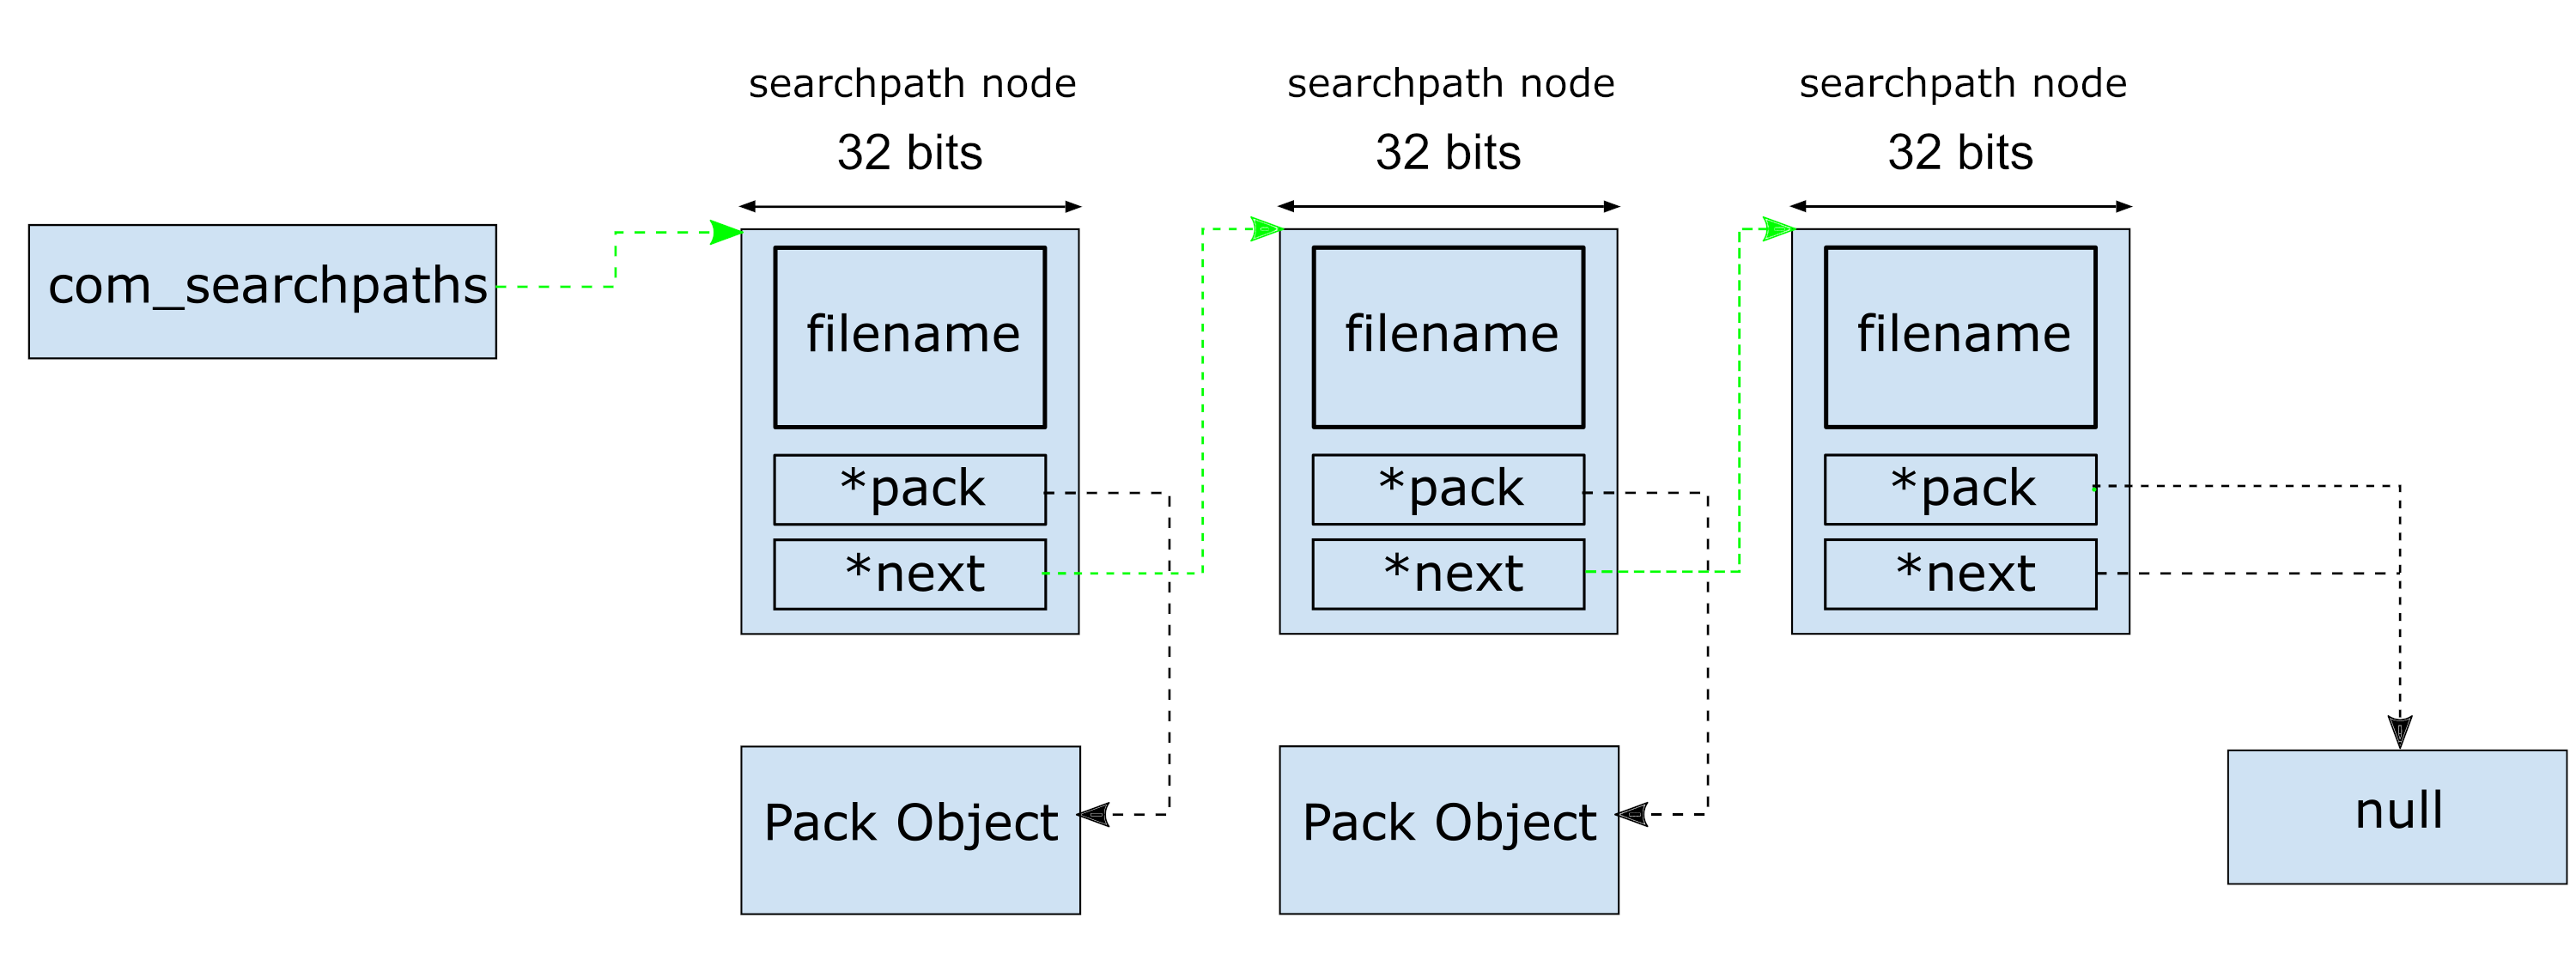 searchpath node
searchpath node
searchpath node
32 bits
32 bits
32 bits
com_searchpaths
filename
filename
filename
*pack
*pack
*pack
*next
*next
*next
Pack Object
Pack Object
null